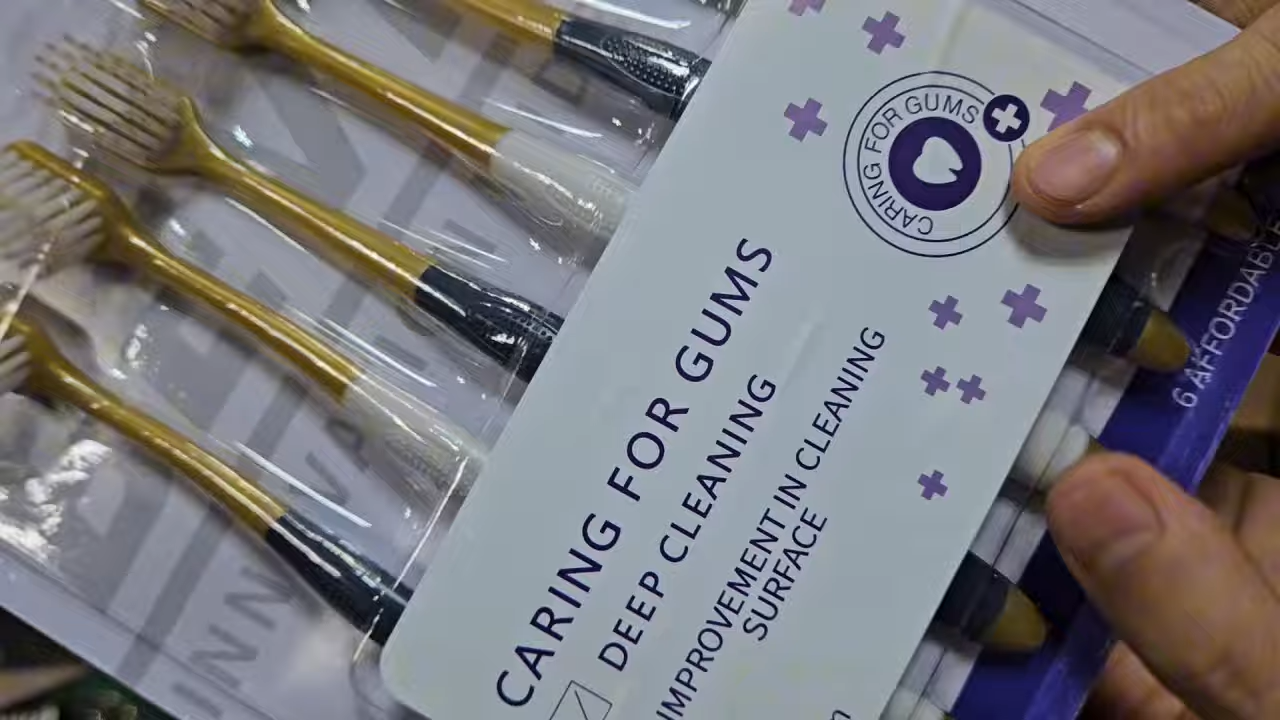 CARING FOR GUMS
CARING FOR GUMS
DEEP CLEANING
IMPROVEMENT IN CLEANING
SURFACE
6 AFFORDABLE